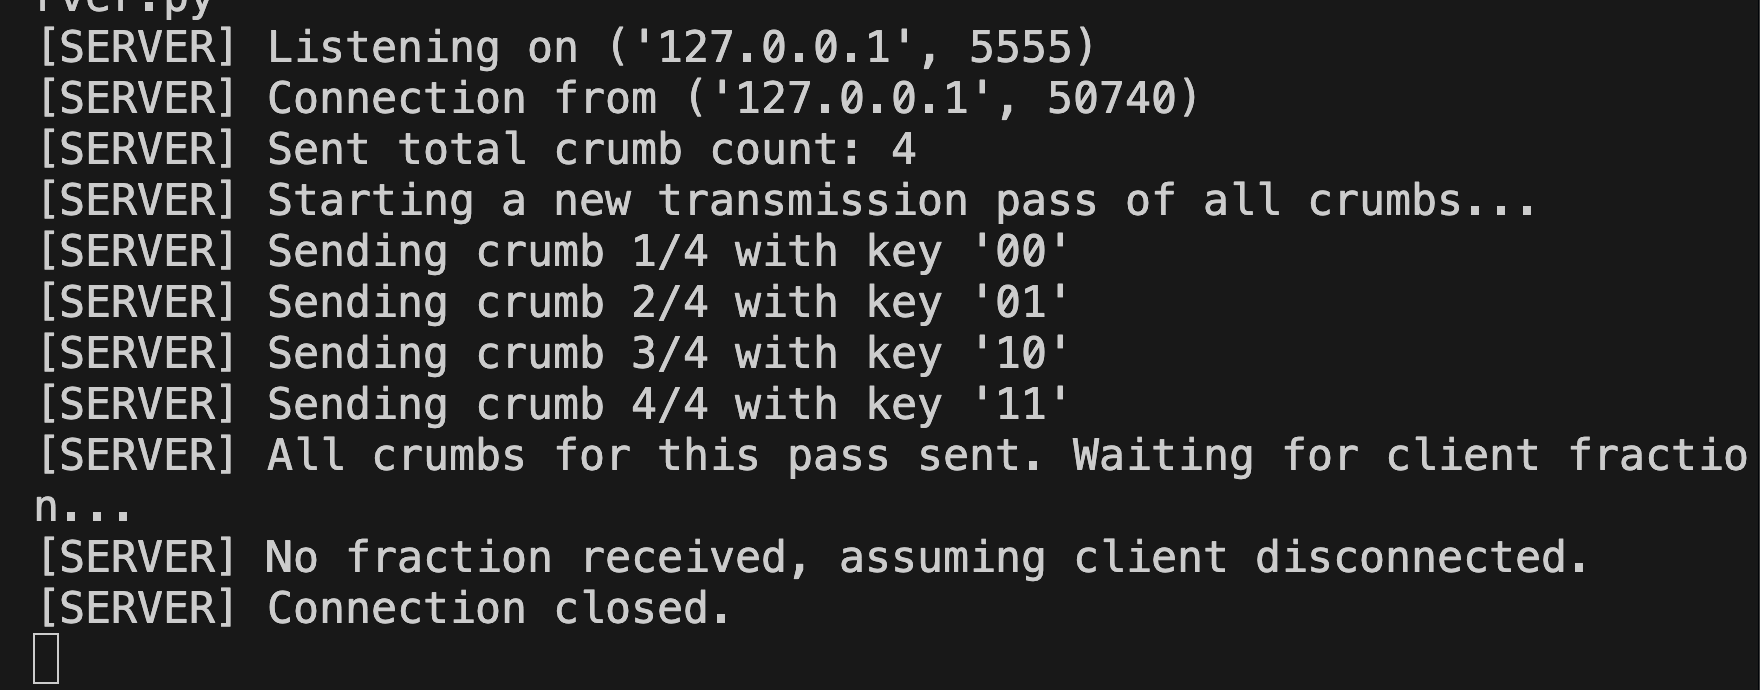 rver.py
[SERVER] Listening on ('127.0.0.1', 5555)
[SERVER] Connection from ('127.0.0.1', 50740)
[SERVER] Sent total crumb count: 4
[SERVER] Starting a new transmission pass of all crumbs...
[SERVER] Sending crumb 1/4 with key '00'
[SERVER] Sending crumb 2/4 with key '01'
[SERVER] Sending crumb 3/4 with key '10'
[SERVER] Sending crumb 4/4 with key '11'
[SERVER] All crumbs for this pass sent. Waiting for client fractio
n...
[SERVER] No fraction received, assuming client disconnected.
[SERVER] Connection closed.